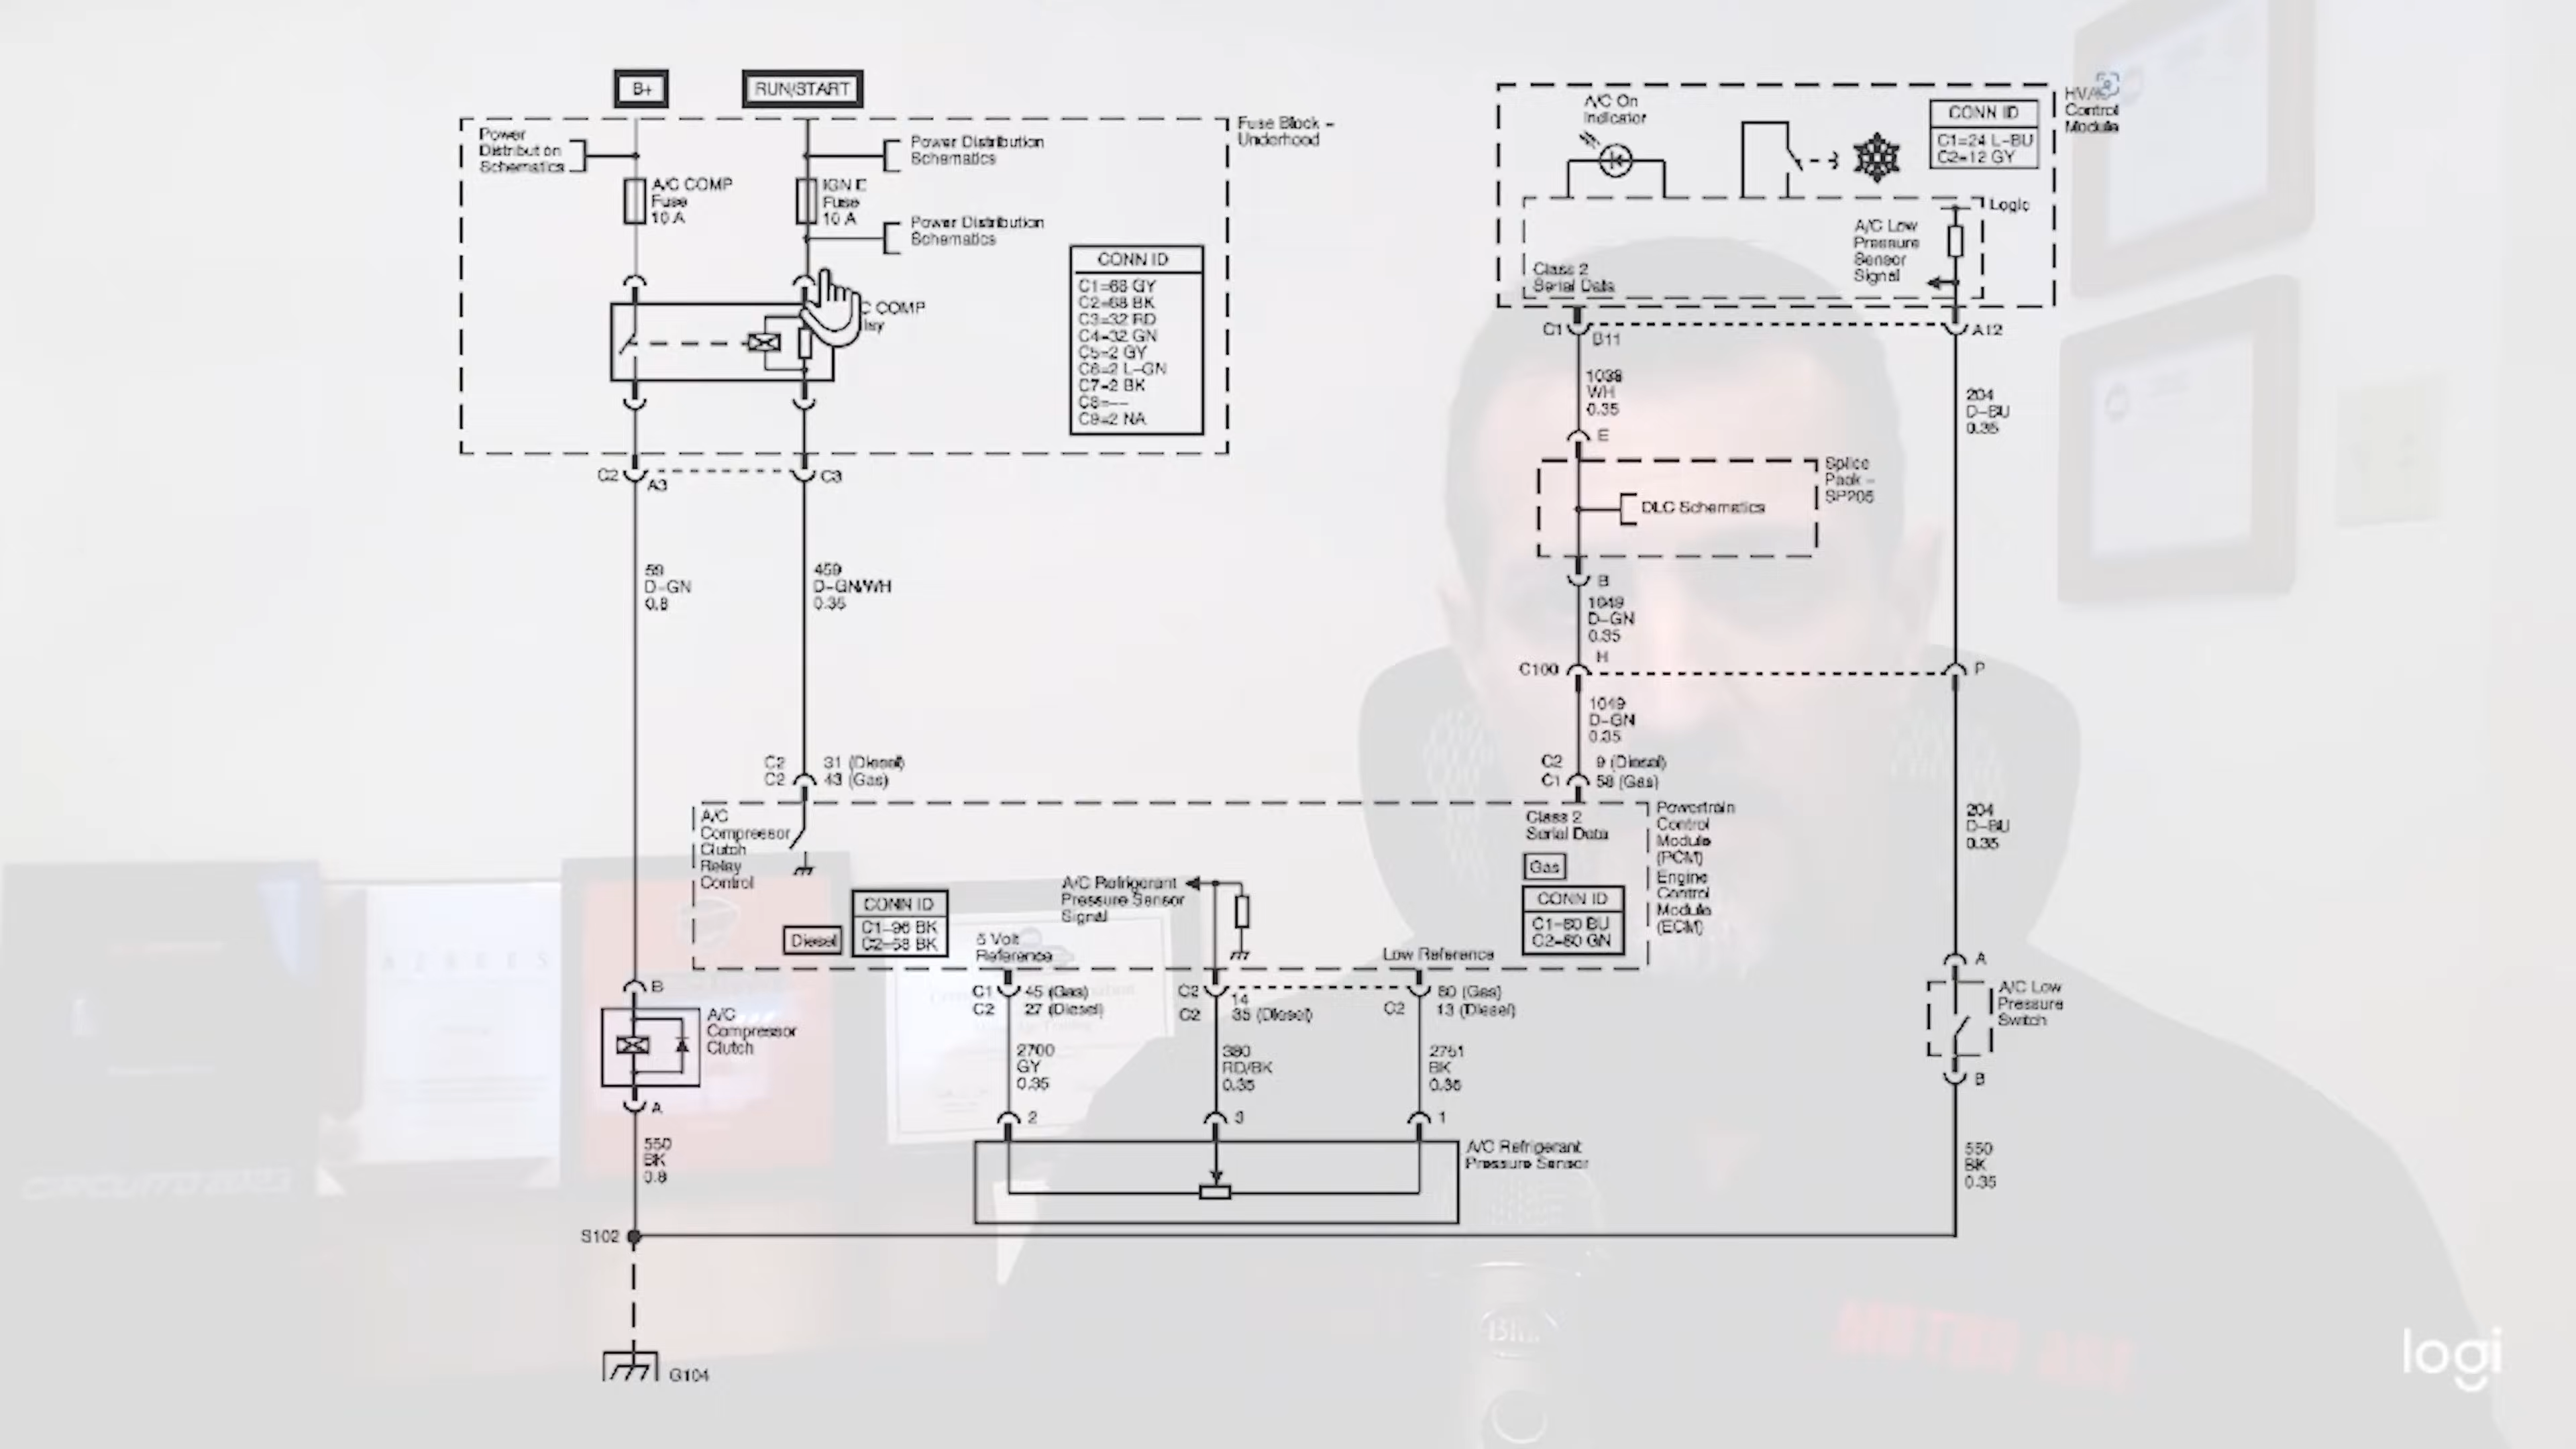 B+
RUN/START
Power
Distribution
Schematics
Power Distribution
Schematics
Fuse Block -
Underhood
A/C COMP
Fuse
10 A
IGN E
Fuse
10 A
Power Distribution
Schematics
CONN ID
C1=68 GY
C2=68 BK
C3=32 RD
C4=32 GN
C5=2 GY
C6=2 L-GN
C7=2 BK
C8=---
C9=2 NA
C COMP
lay
C2
A3
C3
59
D-GN
0.8
459
D-GN/WH
0.35
C2 31 (Diesel)
C2 43 (Gas)
A/C On
Indicator
CONN ID
C1=24 L-BU
C2=12 GY
Control
Module
Logic
A/C Low
Pressure
Sensor
Signal
Class 2
Serial Data
C1
B11
A12
1038
WH
0.35
204
D-BU
0.35
E
Splice
Pack -
SP205
DLC Schematics
B
1049
D-GN
0.35
C100
H
P
1049
D-GN
0.35
C2 9 (Diesel)
C1 58 (Gas)
A/C
Compressor
Clutch
Relay
Control
Diesel
CONN ID
C1=96 BK
C2=58 BK
A/C Refrigerant
Pressure Sensor
Signal
5 Volt
Reference
Low Reference
Class 2
Serial Data
Gas
CONN ID
C1=80 BU
C2=80 GN
Powertrain
Control
Module
(PCM)
Engine
Control
Module
(ECM)
204
D-BU
0.35
C1 45 (Gas)
C2 27 (Diesel)
C2 14
C2 35 (Diesel)
80 (Gas)
C2 13 (Diesel)
2700
GY
0.35
380
RD/BK
0.35
2751
BK
0.35
2
3
1
A/C Refrigerant
Pressure Sensor
B
A/C
Compressor
Clutch
A
550
BK
0.8
A
A/C Low
Pressure
Switch
B
550
BK
0.35
S102
G104
logi